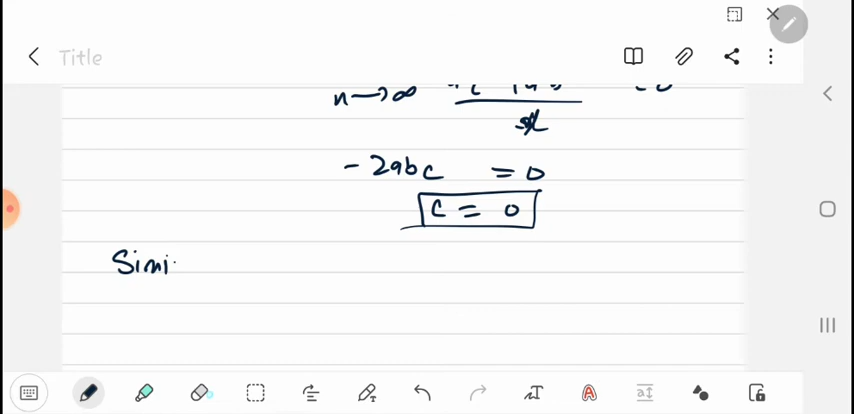 Title
n → ∞
- 2abc = 0
c = 0
Simi